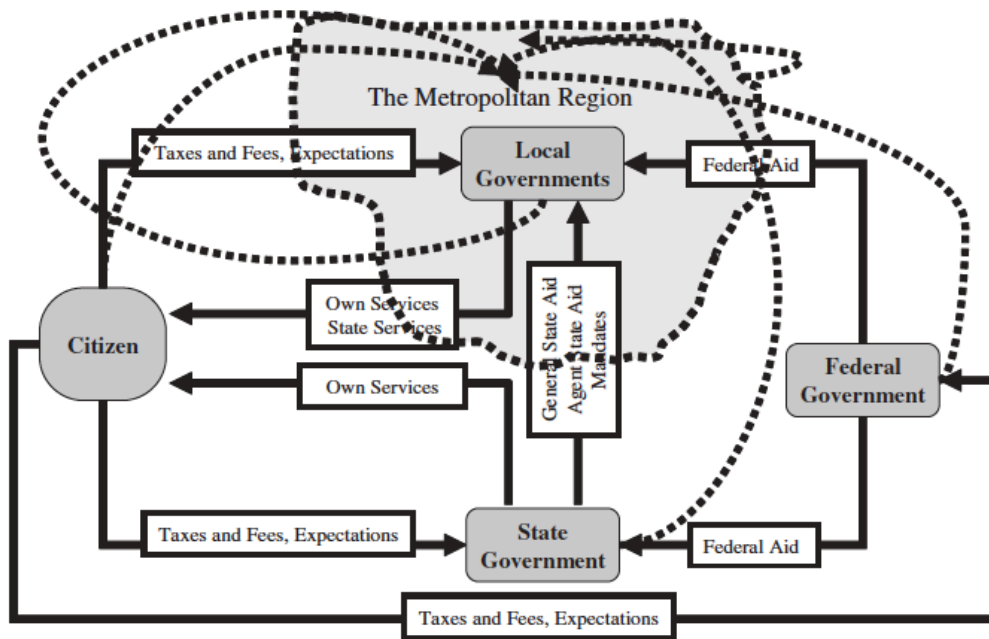 The Metropolitan Region
Taxes and Fees, Expectations
Local
Governments
Federal Aid
Own Services
State Services
General State Aid
Agent State Aid
Mandates
Citizen
Own Services
Federal
Government
Taxes and Fees, Expectations
State
Government
Federal Aid
Taxes and Fees, Expectations